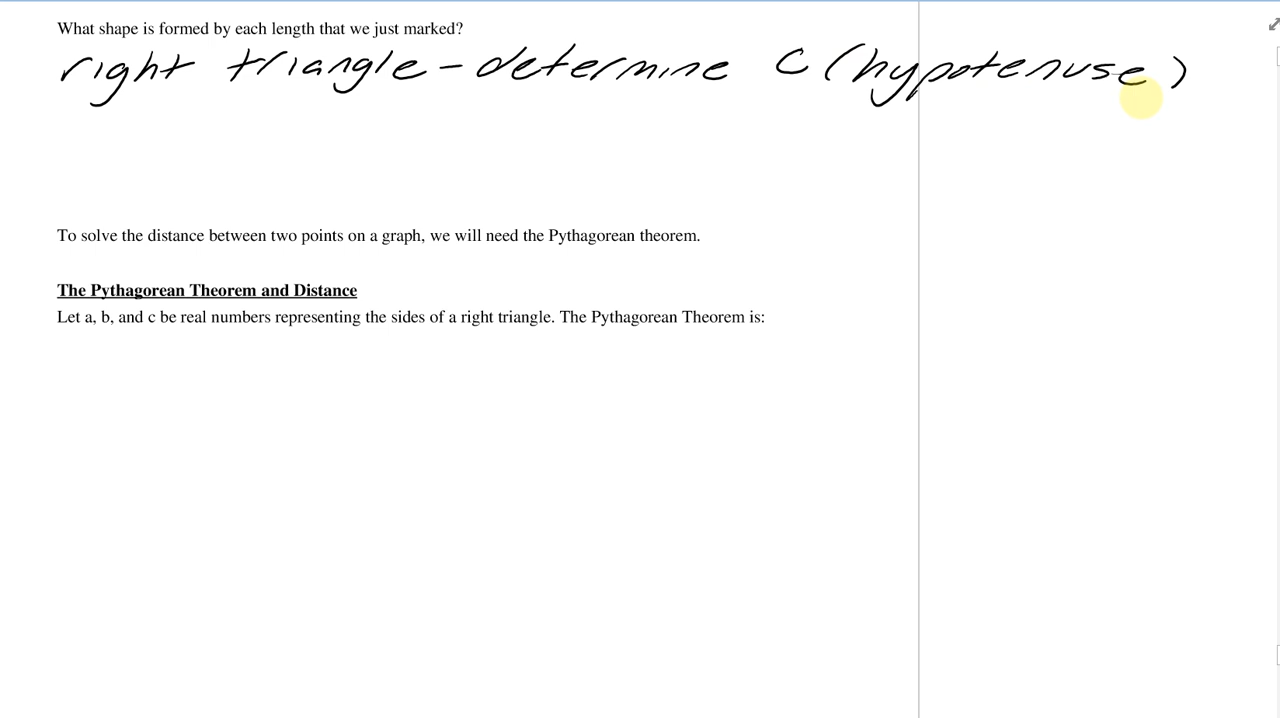 What shape is formed by each length that we just marked?
right triangle - determine c (hypotenuse)
To solve the distance between two points on a graph, we will need the Pythagorean theorem.
The Pythagorean Theorem and Distance
Let a, b, and c be real numbers representing the sides of a right triangle. The Pythagorean Theorem is: